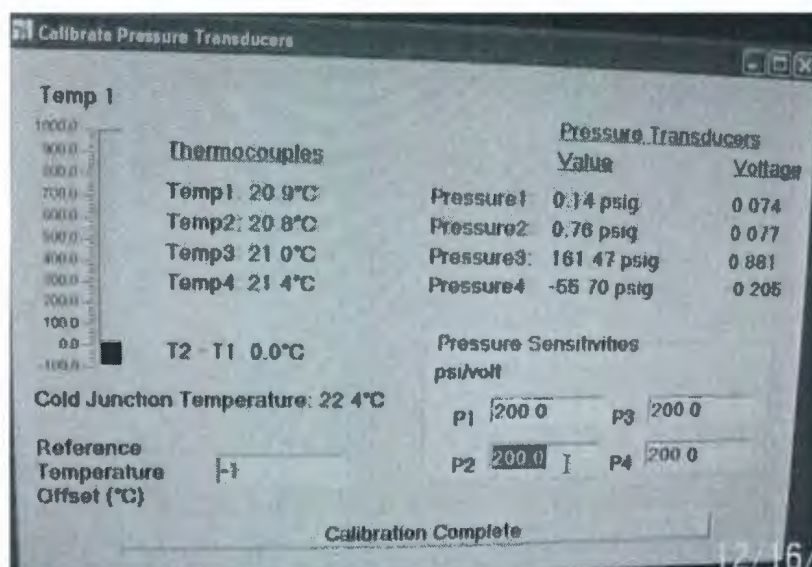 Calibrate Pressure Transducers
Temp 1
1000.0
900.0
800.0
700.0
600.0
500.0
400.0
300.0
200.0
100.0
0.0
-100.0
Thermocouples
Temp1: 20.9°C
Temp2: 20.8°C
Temp3 21.0°C
Temp4: 21.4°C
T2 - T1 0.0°C
Cold Junction Temperature: 22.4°C
Reference
Temperature
Offset (°C)
Pressure Transducers
Value Voltage
Pressure1 0.14 psig 0.074
Pressure2 0.76 psig 0.077
Pressure3: 161.47 psig 0.881
Pressure4 -55.70 psig 0.205
Pressure Sensitivities
psi/volt
P1 200.0 P3 200.0
P2 200.0 P4 200.0
Calibration Complete
12/16/